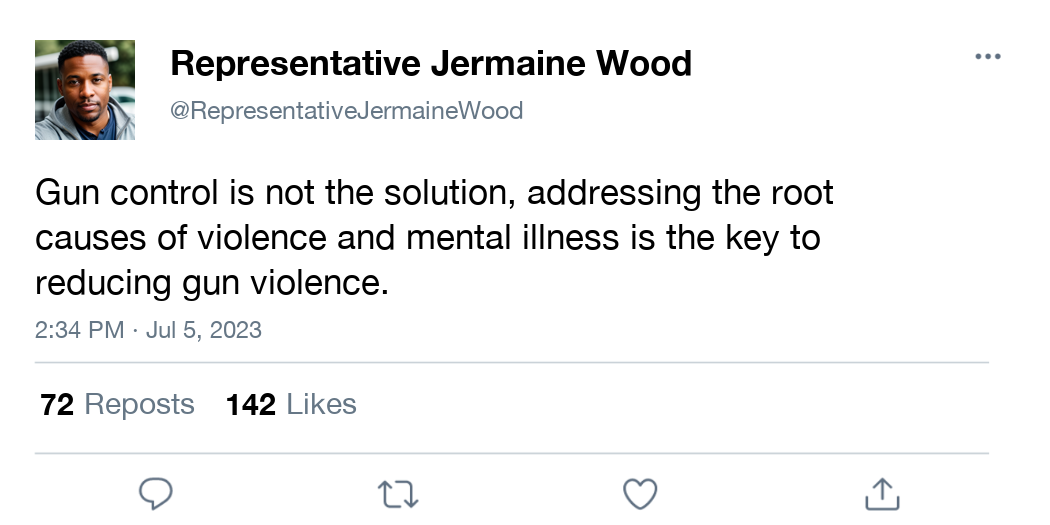 Representative Jermaine Wood
@RepresentativeJermaineWood
Gun control is not the solution, addressing the root
causes of violence and mental illness is the key to
reducing gun violence.
2:34 PM · Jul 5, 2023
72 Reposts 142 Likes